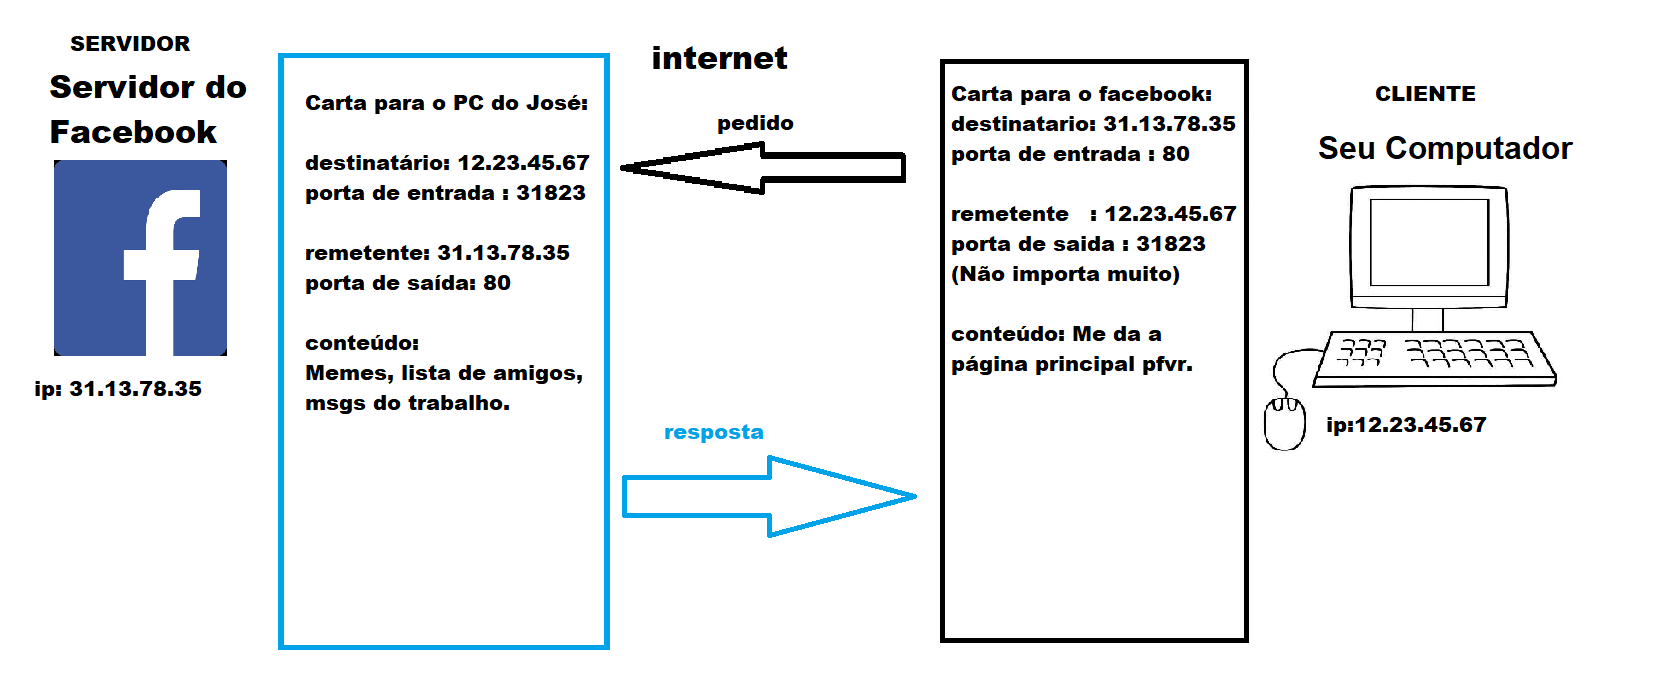 SERVIDOR
Servidor do
Facebook
f
ip: 31.13.78.35
Carta para o PC do José:
destinatário: 12.23.45.67
porta de entrada : 31823
remetente: 31.13.78.35
porta de saída: 80
conteúdo:
Memes, lista de amigos,
msgs do trabalho.
internet
pedido
resposta
Carta para o facebook:
destinatario: 31.13.78.35
porta de entrada : 80
remetente : 12.23.45.67
porta de saida : 31823
(Não importa muito)
conteúdo: Me da a
página principal pfvr.
CLIENTE
Seu Computador
ip:12.23.45.67